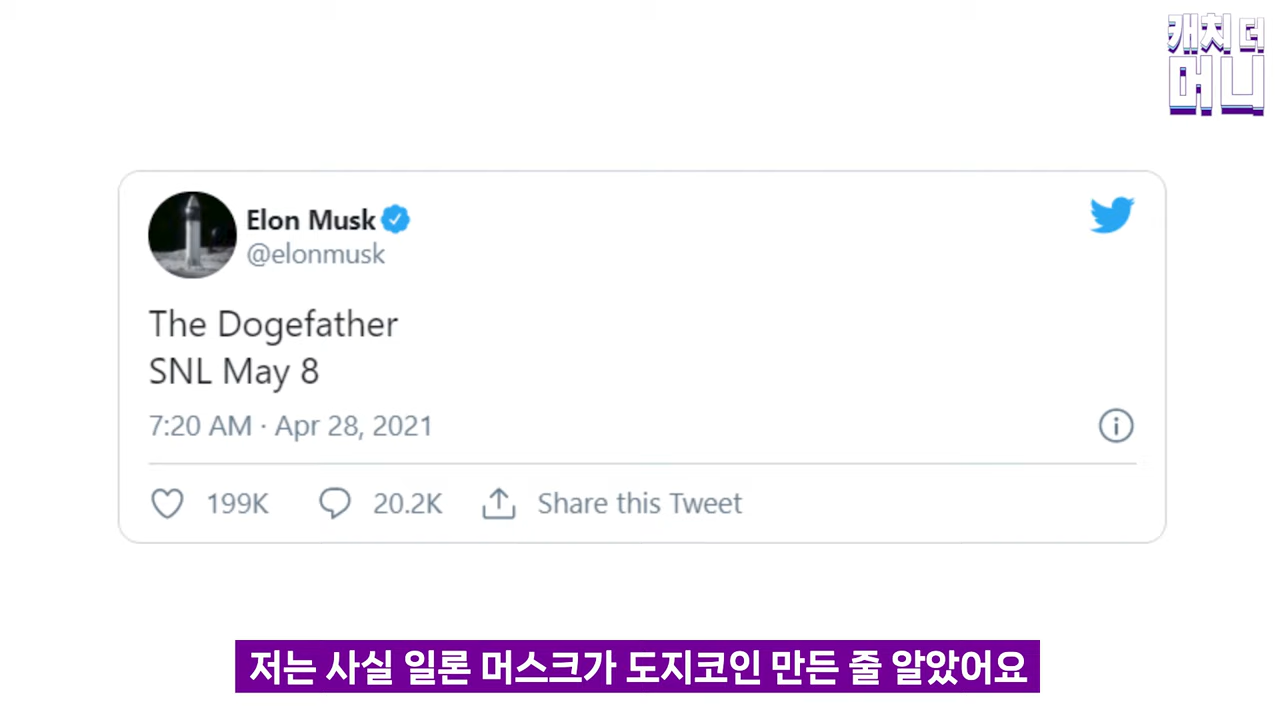 캐치 더
머니
Elon Musk
@elonmusk
The Dogefather
SNL May 8
7:20 AM · Apr 28, 2021
199K 20.2K Share this Tweet
저는 사실 일론 머스크가 도지코인 만든 줄 알았어요